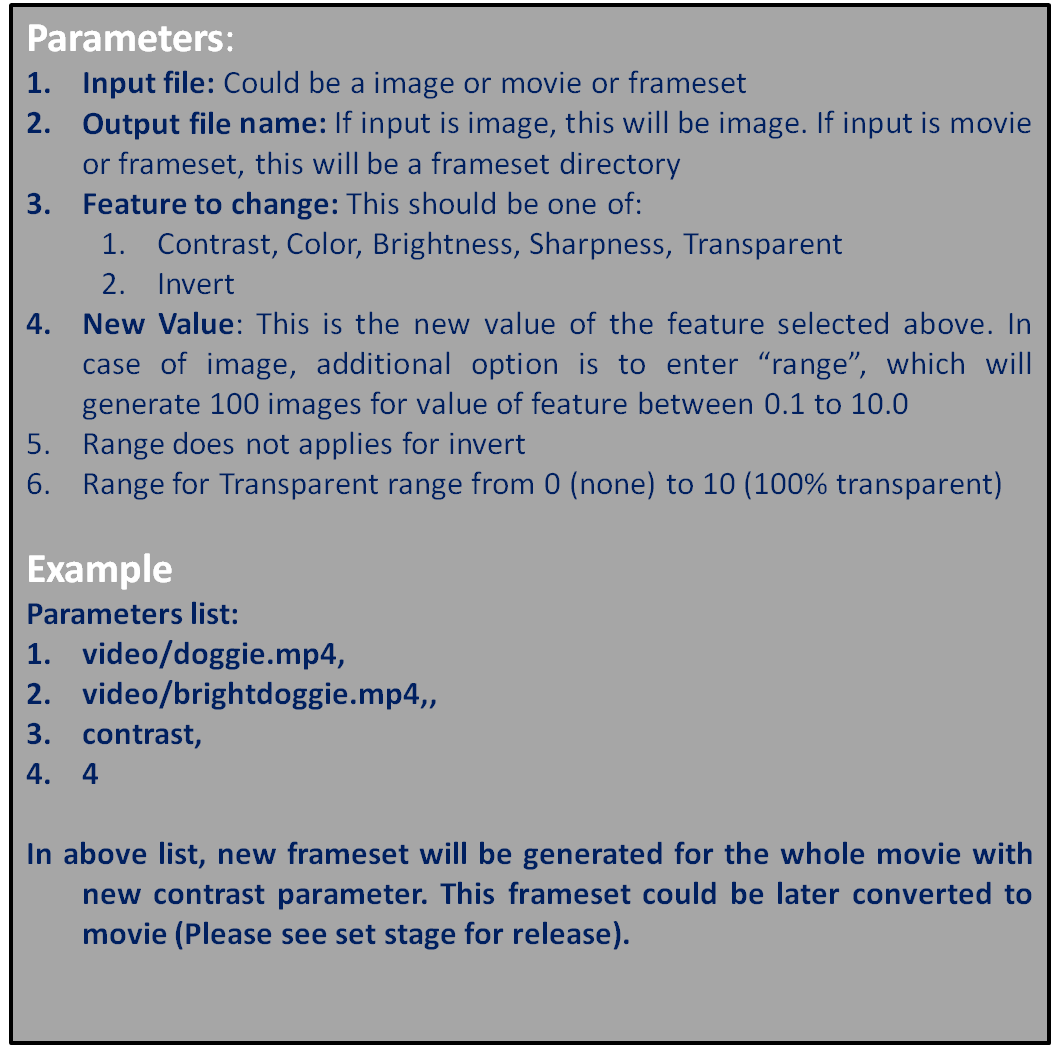 Parameters:
1. Input file: Could be a image or movie or frameset
2. Output file name: If input is image, this will be image. If input is movie
or frameset, this will be a frameset directory
3. Feature to change: This should be one of:
1. Contrast, Color, Brightness, Sharpness, Transparent
2. Invert
4. New Value: This is the new value of the feature selected above. In
case of image, additional option is to enter “range”, which will
generate 100 images for value of feature between 0.1 to 10.0
5. Range does not applies for invert
6. Range for Transparent range from 0 (none) to 10 (100% transparent)
Example
Parameters list:
1. video/doggie.mp4,
2. video/brightdoggie.mp4,,
3. contrast,
4. 4
In above list, new frameset will be generated for the whole movie with
new contrast parameter. This frameset could be later converted to
movie (Please see set stage for release).